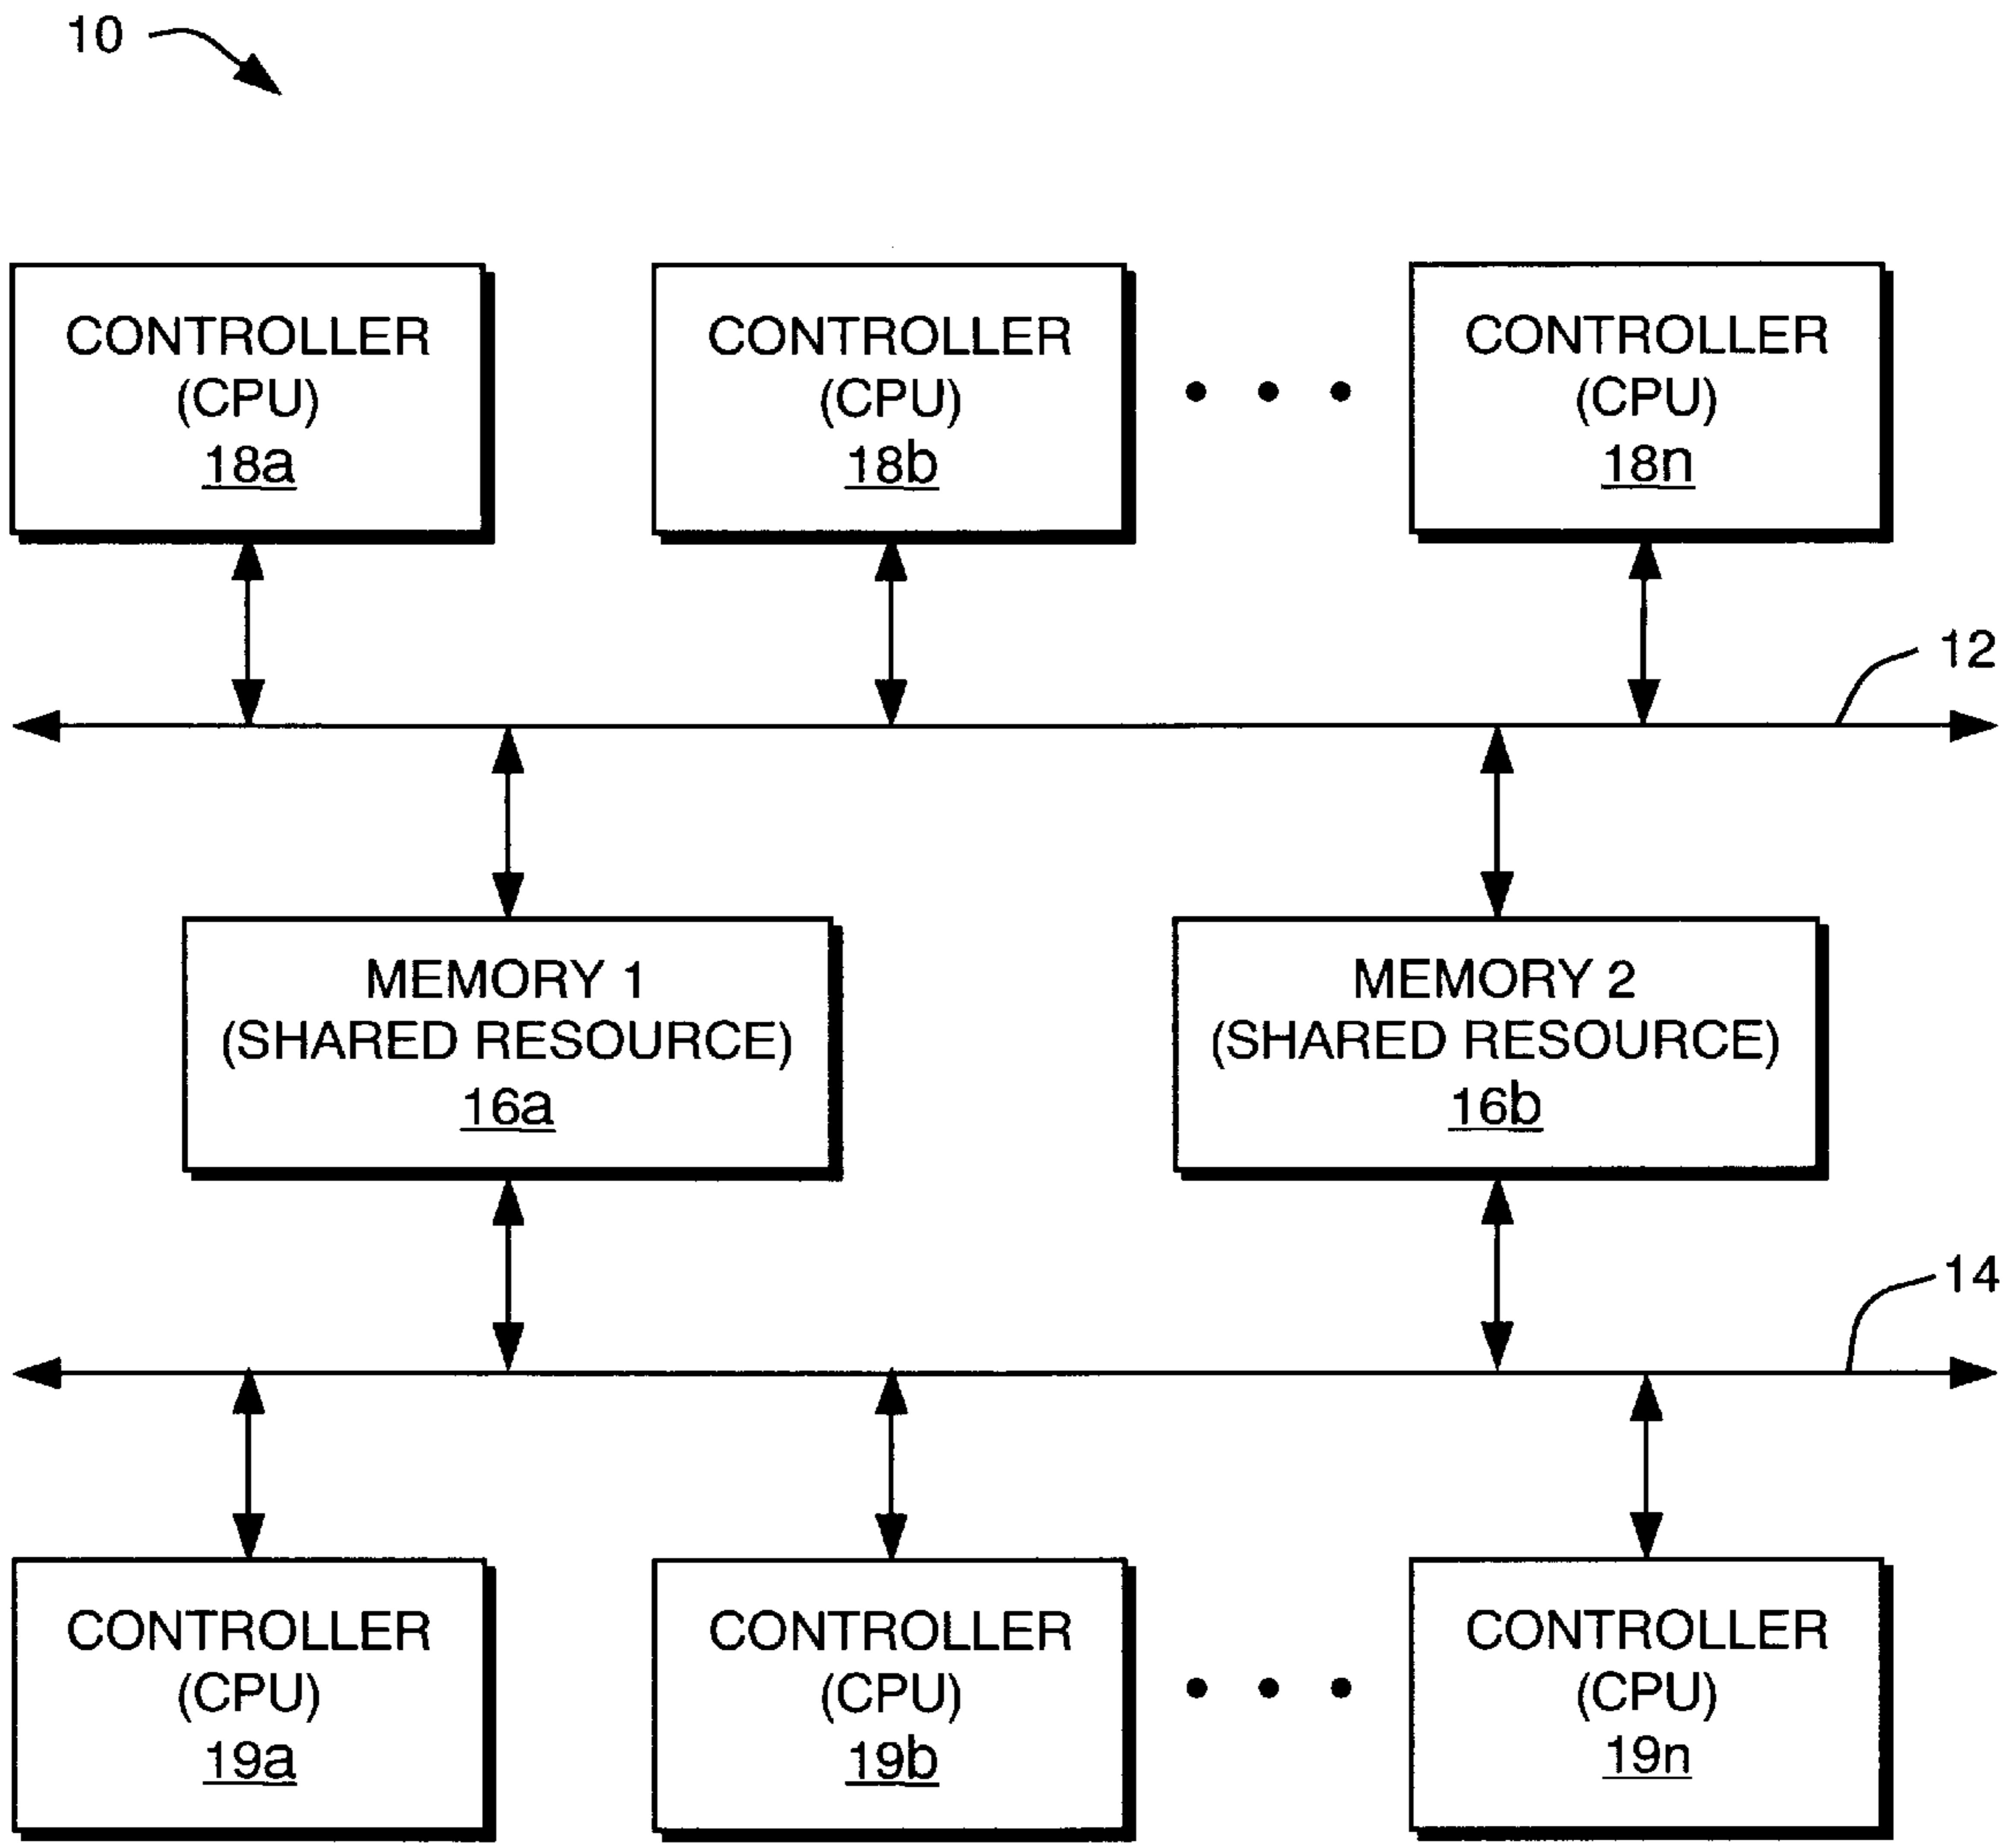 10
CONTROLLER
(CPU)
18a
CONTROLLER
(CPU)
18b
CONTROLLER
(CPU)
18n
12
MEMORY 1
(SHARED RESOURCE)
16a
MEMORY 2
(SHARED RESOURCE)
16b
14
CONTROLLER
(CPU)
19a
CONTROLLER
(CPU)
19b
CONTROLLER
(CPU)
19n